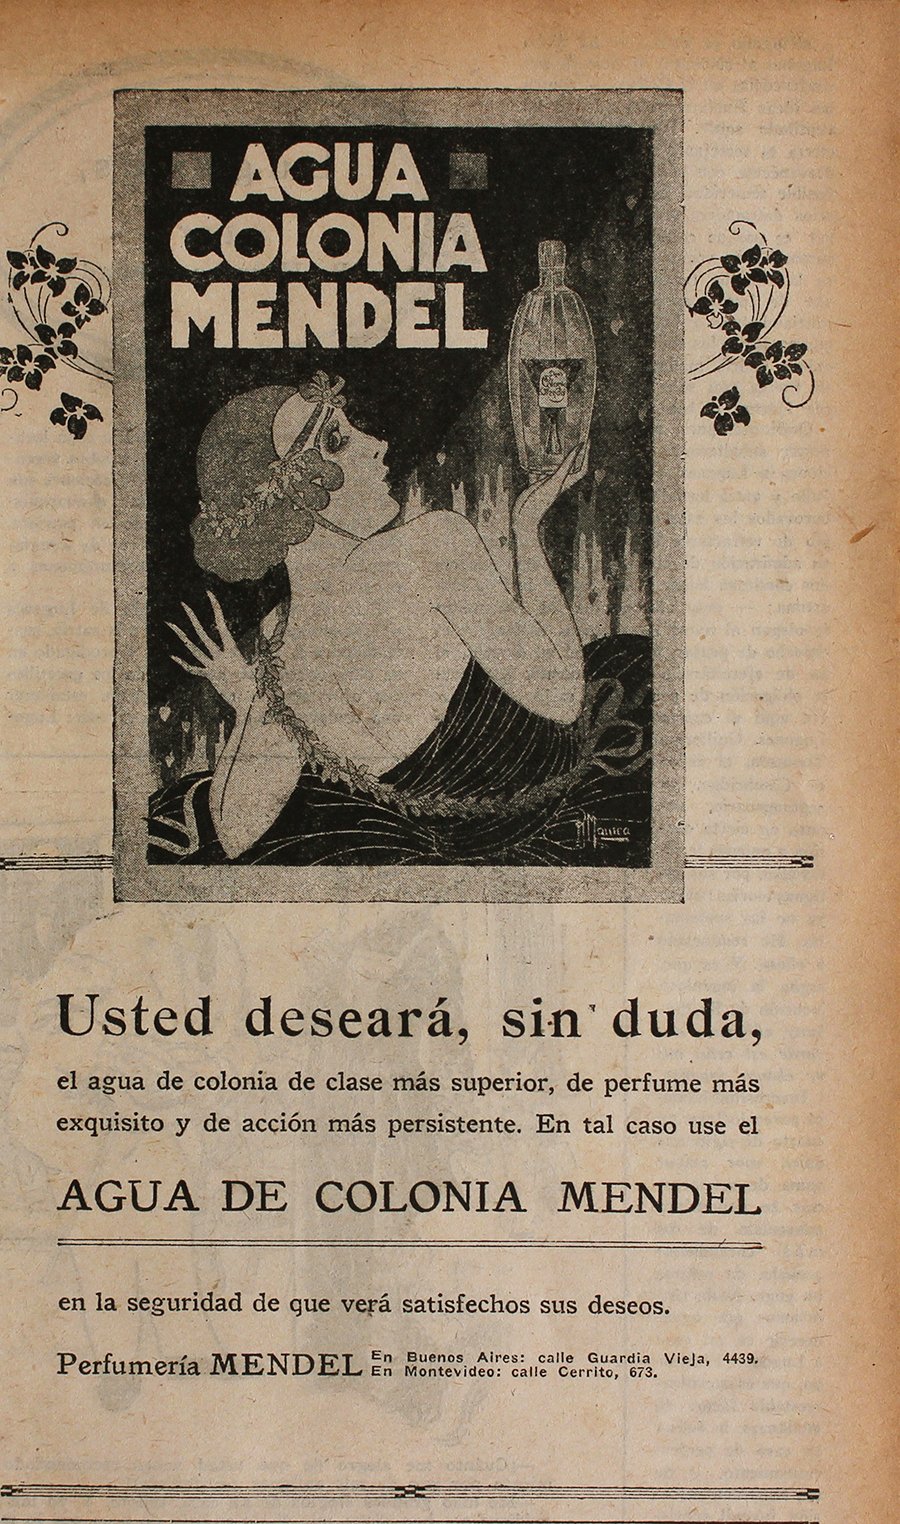 AGUA
COLONIA
MENDEL
Usted deseará, sin duda,
el agua de colonia de clase más superior, de perfume más
exquisito y de acción más persistente. En tal caso use el
AGUA DE COLONIA MENDEL
en la seguridad de que verá satisfechos sus deseos.
Perfumería MENDEL En Buenos Aires: calle Guardia Vieja, 4439.
En Montevideo: calle Cerrito, 673.